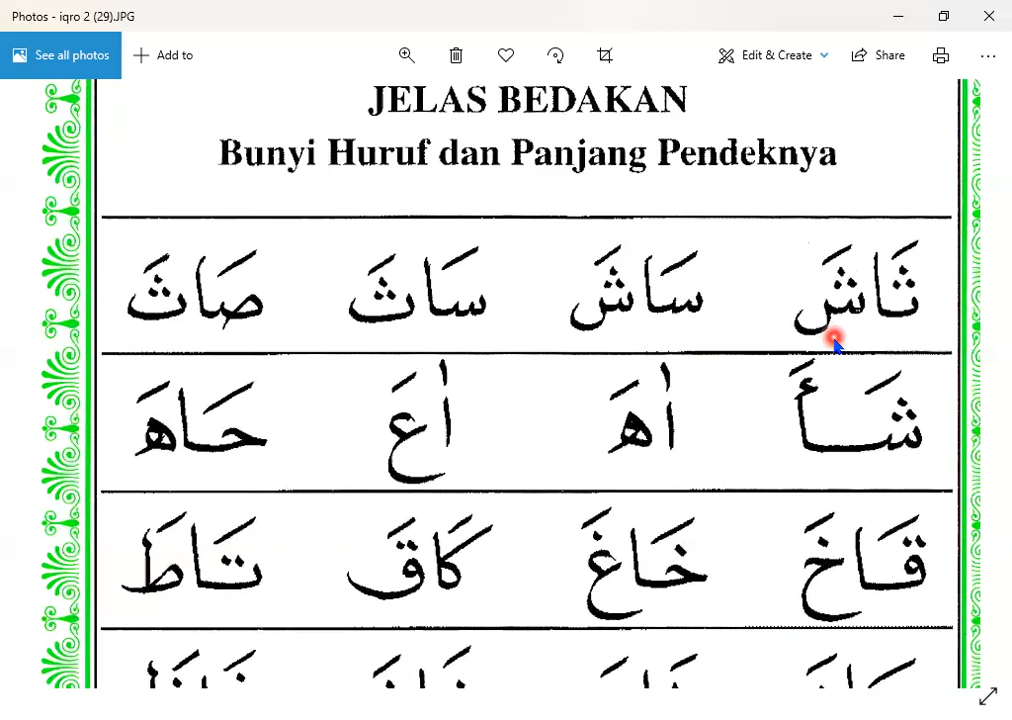 Photos - iqro 2 (29).JPG
See all photos
Add to
Edit & Create
Share
JELAS BEDAKAN
Bunyi Huruf dan Panjang Pendeknya
ثَاشَ سَاشَ سَاثَ صَاثَ
شَأَ اٰهَ اٰعَ حَاهَ
قَاخَ خَاغَ كَاقَ تَاطَ